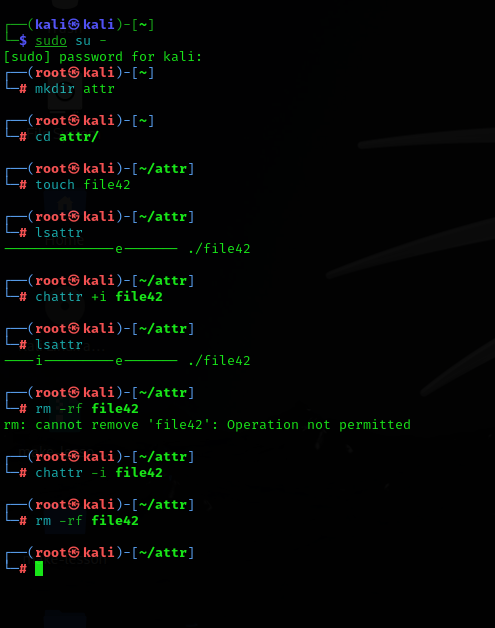 ┌──(kali㉿kali)-[~]
└─$ sudo su -
[sudo] password for kali:
┌──(root㉿kali)-[~]
└─# mkdir attr
┌──(root㉿kali)-[~]
└─# cd attr/
┌──(root㉿kali)-[~/attr]
└─# touch file42
┌──(root㉿kali)-[~/attr]
└─# lsattr
--------------e------- ./file42
┌──(root㉿kali)-[~/attr]
└─# chattr +i file42
┌──(root㉿kali)-[~/attr]
└─# lsattr
----i---------e------- ./file42
┌──(root㉿kali)-[~/attr]
└─# rm -rf file42
rm: cannot remove 'file42': Operation not permitted
┌──(root㉿kali)-[~/attr]
└─# chattr -i file42
┌──(root㉿kali)-[~/attr]
└─# rm -rf file42
┌──(root㉿kali)-[~/attr]
└─#